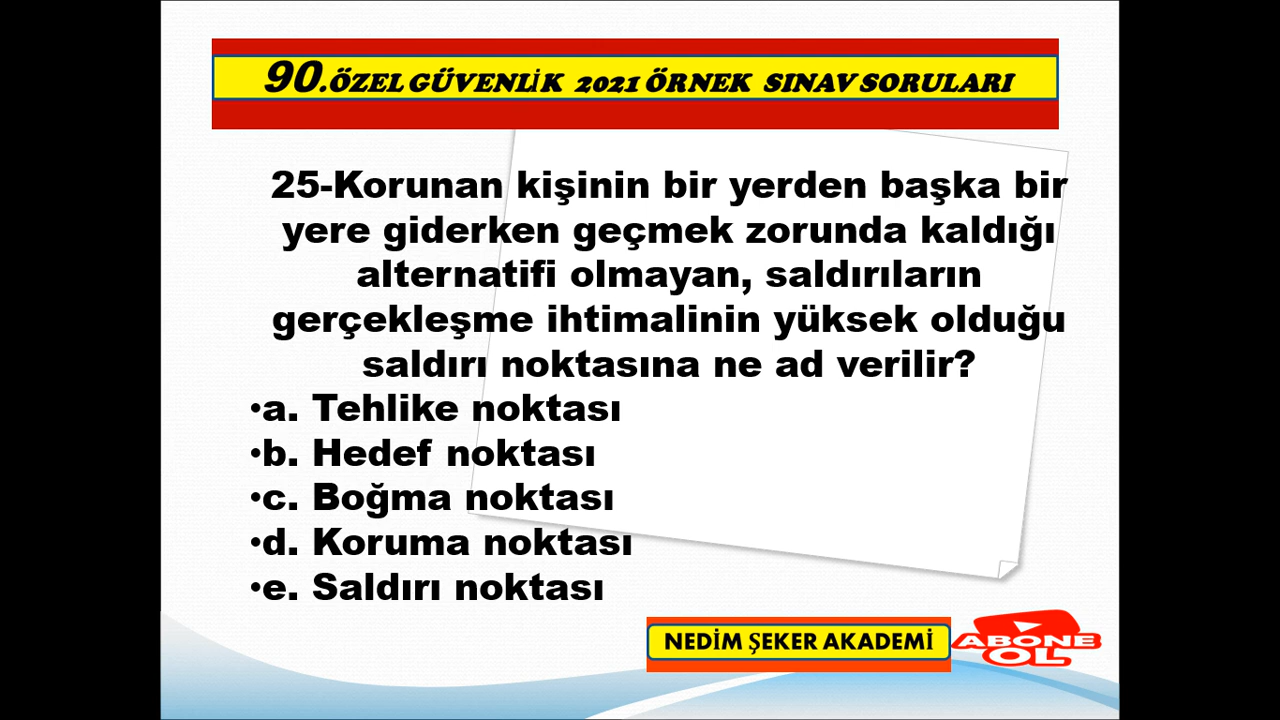 90.ÖZEL GÜVENLİK 2021 ÖRNEK SINAV SORULARI
25-Korunan kişinin bir yerden başka bir
yere giderken geçmek zorunda kaldığı
alternatifi olmayan, saldırıların
gerçekleşme ihtimalinin yüksek olduğu
saldırı noktasına ne ad verilir?
•a. Tehlike noktası
•b. Hedef noktası
•c. Boğma noktası
•d. Koruma noktası
•e. Saldırı noktası
NEDİM ŞEKER AKADEMİ
ABONE
OL